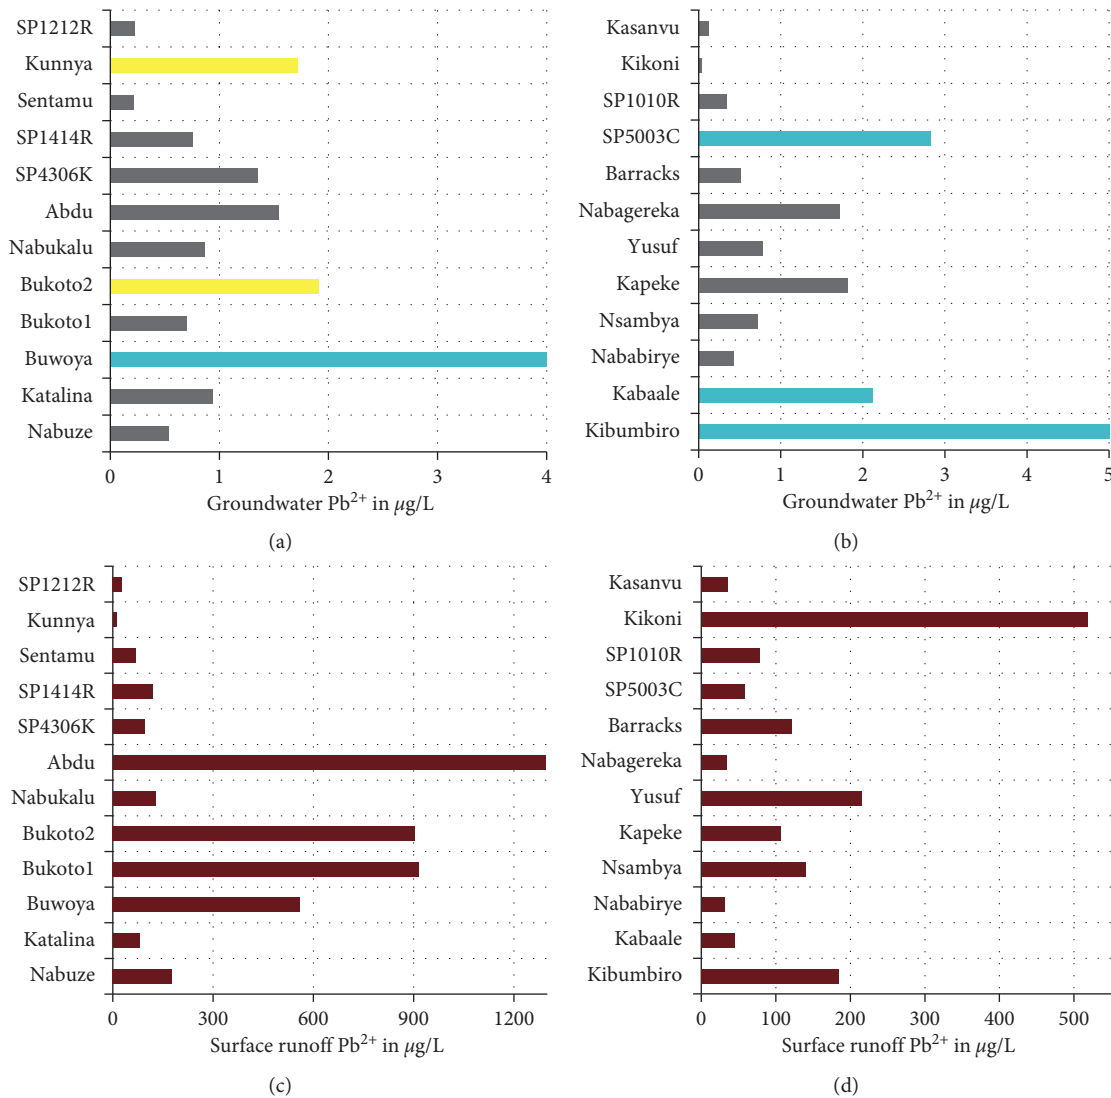 SP1212R
Kunnya
Sentamu
SP1414R
SP4306K
Abdu
Nabukalu
Bukoto2
Bukoto1
Buwoya
Katalina
Nabuze
0 1 2 3 4
Groundwater Pb²⁺ in µg/L
(a)
Kasanvu
Kikoni
SP1010R
SP5003C
Barracks
Nabagereka
Yusuf
Kapeke
Nsambya
Nababirye
Kabaale
Kibumbiro
0 1 2 3 4 5
Groundwater Pb²⁺ in µg/L
(b)
SP1212R
Kunnya
Sentamu
SP1414R
SP4306K
Abdu
Nabukalu
Bukoto2
Bukoto1
Buwoya
Katalina
Nabuze
0 300 600 900 1200
Surface runoff Pb²⁺ in µg/L
(c)
Kasanvu
Kikoni
SP1010R
SP5003C
Barracks
Nabagereka
Yusuf
Kapeke
Nsambya
Nababirye
Kabaale
Kibumbiro
0 100 200 300 400 500
Surface runoff Pb²⁺ in µg/L
(d)